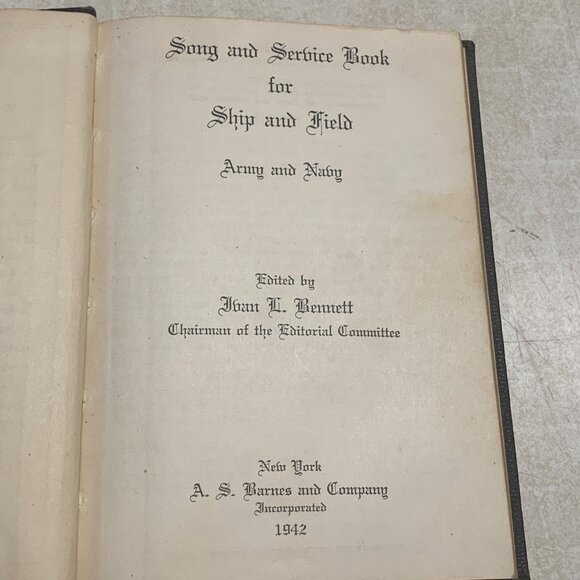 Song and Service Book
for
Ship and Field
Army and Navy
Edited by
Ivan L. Bennett
Chairman of the Editorial Committee
New York
A. S. Barnes and Company
Incorporated
1942